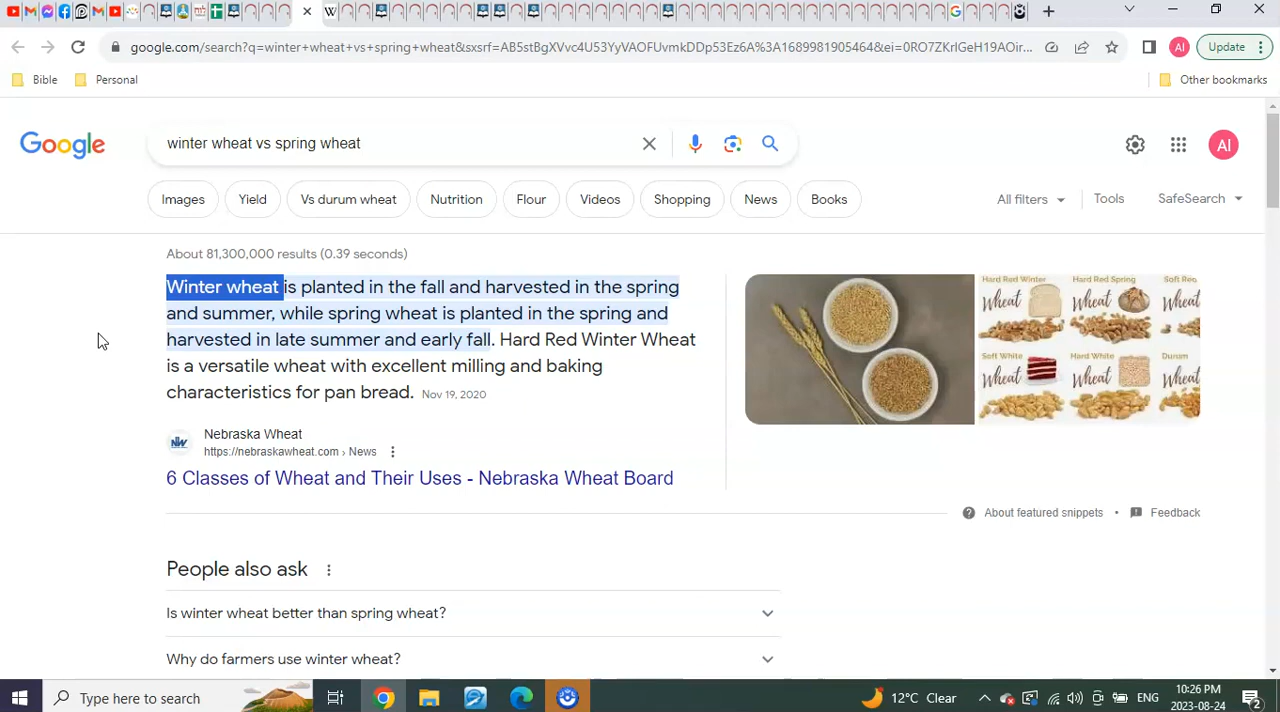 google.com/search?q=winter+wheat+vs+spring+wheat&sxsrf=AB5stBgXVvc4U53YyVAOFUvmkDDp53Ez6A%3A1689981905464&ei=0RO7ZKrlGeH19AOir...
AI
Update
Bible
Personal
Other bookmarks
Google
winter wheat vs spring wheat
AI
Images
Yield
Vs durum wheat
Nutrition
Flour
Videos
Shopping
News
Books
All filters
Tools
SafeSearch
About 81,300,000 results (0.39 seconds)
Winter wheat is planted in the fall and harvested in the spring
and summer, while spring wheat is planted in the spring and
harvested in late summer and early fall. Hard Red Winter Wheat
is a versatile wheat with excellent milling and baking
characteristics for pan bread. Nov 19, 2020
Hard Red Winter
Wheat
Hard Red Spring
Wheat
Soft Red
Wheat
Soft White
Wheat
Hard White
Wheat
Durum
Wheat
NW
Nebraska Wheat
https://nebraskawheat.com › News
6 Classes of Wheat and Their Uses - Nebraska Wheat Board
About featured snippets • Feedback
People also ask
Is winter wheat better than spring wheat?
Why do farmers use winter wheat?
Type here to search
12°C Clear
ENG
10:26 PM
2023-08-24
2